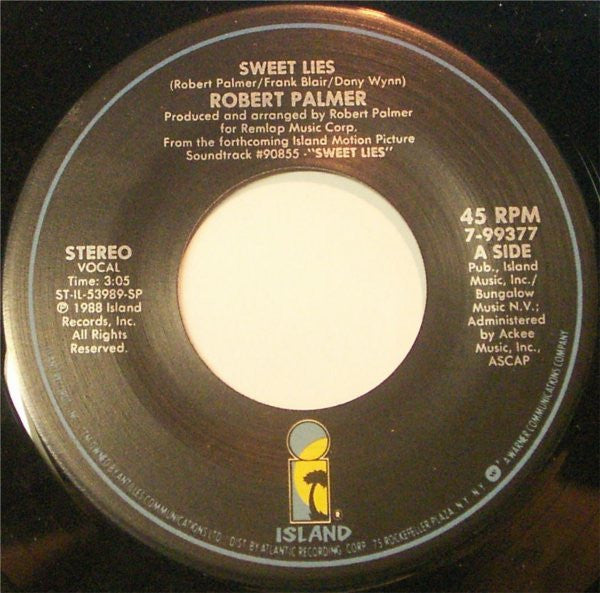 SWEET LIES
(Robert Palmer/Frank Blair/Dony Wynn)
ROBERT PALMER
Produced and arranged by Robert Palmer
for Remlap Music Corp.
From the forthcoming Island Motion Picture
Soundtrack #90855 -"SWEET LIES"
STEREO
VOCAL
Time: 3:05
ST-IL-53989-SP
℗ 1988 Island
Records, Inc.
All Rights
Reserved.
45 RPM
7-99377
A SIDE
Pub., Island
Music, Inc./
Bungalow
Music N.V.;
Administered
by Ackee
Music, Inc.,
ASCAP
i
®
ISLAND
ANTILLES COMMUNICATIONS LTD / DIST. BY ATLANTIC RECORDING CORP. 75 ROCKEFELLER PLAZA, N.Y. N.Y. A WARNER COMMUNICATIONS COMPANY